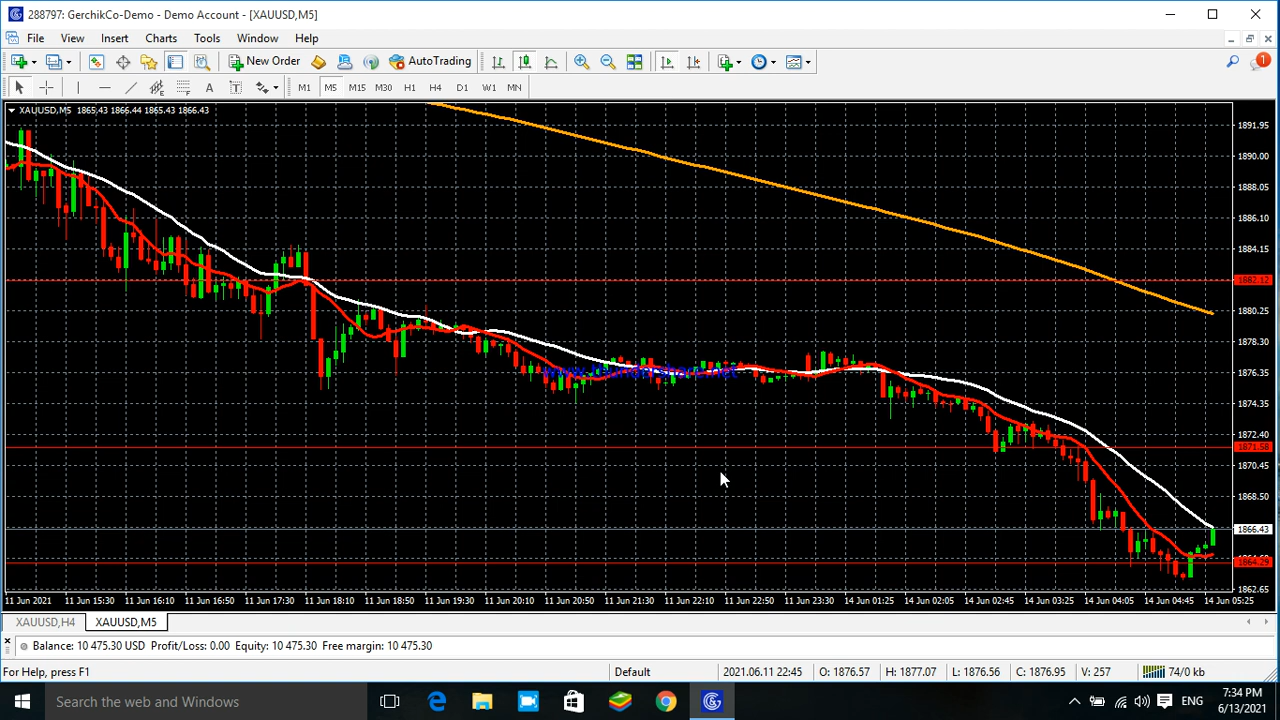 288797: GerchikCo-Demo - Demo Account - [XAUUSD,M5]
File View Insert Charts Tools Window Help
New Order AutoTrading 1
A T M1 M5 M15 M30 H1 H4 D1 W1 MN
XAUUSD,M5 1865.43 1866.44 1865.43 1866.43
1891.95
1890.00
1888.05
1886.10
1884.15
1882.12
1880.25
1878.30
1876.35
1874.35
1872.40
1871.58
1870.45
1868.50
1866.43
1864.29
1862.65
11 Jun 2021 11 Jun 15:30 11 Jun 16:10 11 Jun 16:50 11 Jun 17:30 11 Jun 18:10 11 Jun 18:50 11 Jun 19:30 11 Jun 20:10 11 Jun 20:50 11 Jun 21:30 11 Jun 22:10 11 Jun 22:50 11 Jun 23:30 14 Jun 01:25 14 Jun 02:05 14 Jun 02:45 14 Jun 03:25 14 Jun 04:05 14 Jun 04:45 14 Jun 05:25
XAUUSD,H4 XAUUSD,M5
Balance: 10 475.30 USD Profit/Loss: 0.00 Equity: 10 475.30 Free margin: 10 475.30
For Help, press F1 Default 2021.06.11 22:45 O: 1876.57 H: 1877.07 L: 1876.56 C: 1876.95 V: 257 74/0 kb
Search the web and Windows ENG 7:34 PM
6/13/2021